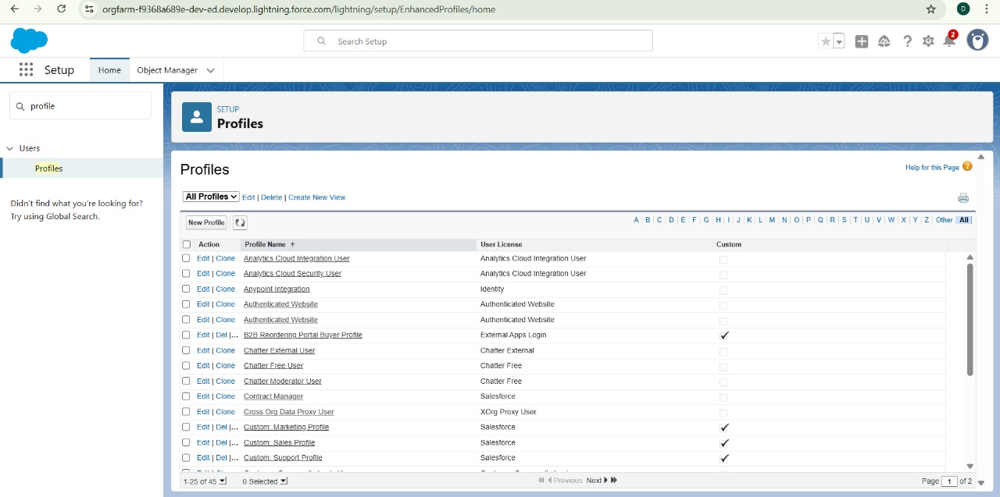 orgfarm-f9368a689e-dev-ed.develop.lightning.force.com/lightning/setup/EnhancedProfiles/home
D
Search Setup
2
Setup Home Object Manager
profile
Users
Profiles
Didn't find what you're looking for?
Try using Global Search.
SETUP
Profiles
Profiles
Help for this Page ?
All Profiles Edit | Delete | Create New View
New Profile
A | B | C | D | E | F | G | H | I | J | K | L | M | N | O | P | Q | R | S | T | U | V | W | X | Y | Z | Other | All
Action Profile Name ↑ User License Custom
Edit | Clone Analytics Cloud Integration User Analytics Cloud Integration User
Edit | Clone Analytics Cloud Security User Analytics Cloud Integration User
Edit | Clone Anypoint Integration Identity
Edit | Clone Authenticated Website Authenticated Website
Edit | Clone Authenticated Website Authenticated Website
Edit | Del |... B2B Reordering Portal Buyer Profile External Apps Login ✓
Edit | Clone Chatter External User Chatter External
Edit | Clone Chatter Free User Chatter Free
Edit | Clone Chatter Moderator User Chatter Free
Edit | Clone Contract Manager Salesforce
Edit | Clone Cross Org Data Proxy User XOrg Proxy User
Edit | Del |... Custom: Marketing Profile Salesforce ✓
Edit | Del |... Custom: Sales Profile Salesforce ✓
Edit | Del |... Custom: Support Profile Salesforce ✓
1-25 of 45 0 Selected Previous Next Page 1 of 2